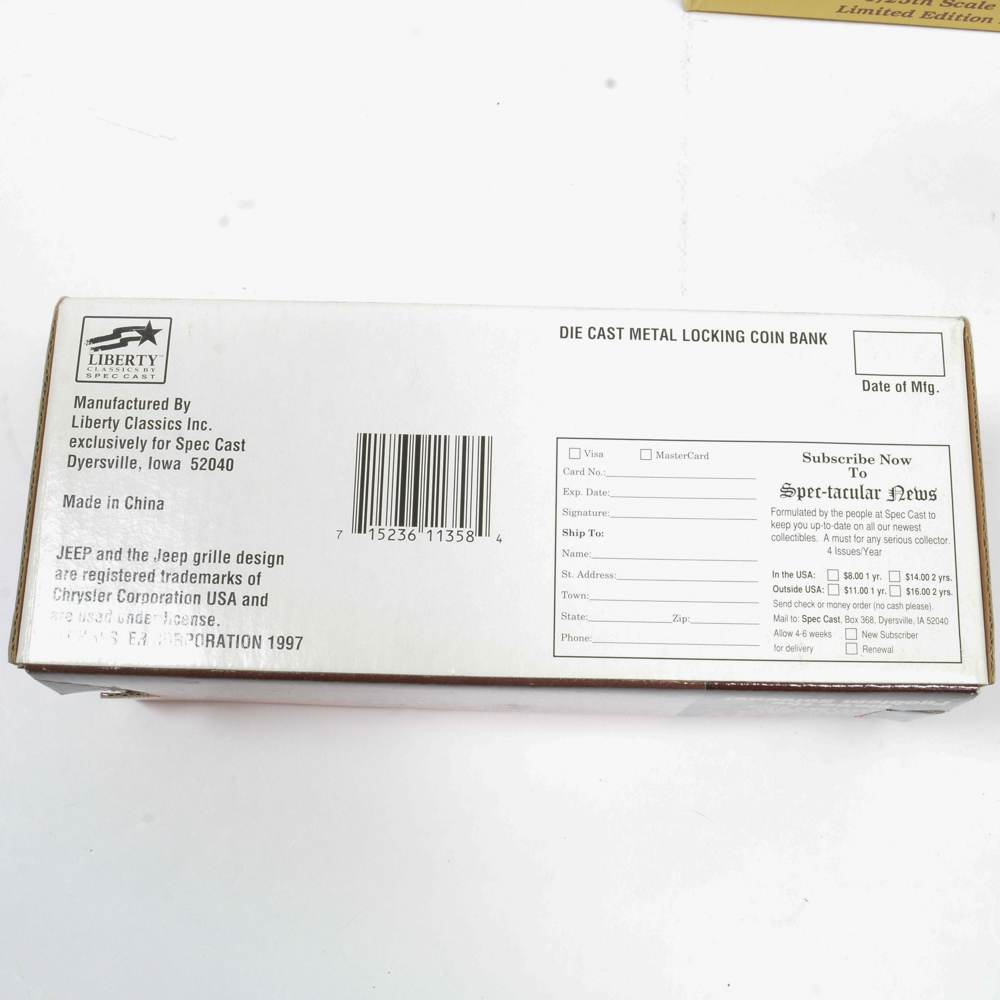 1/25th Scale
Limited Edition
LIBERTY
CLASSICS BY
SPEC CAST
Manufactured By
Liberty Classics Inc.
exclusively for Spec Cast
Dyersville, Iowa 52040
Made in China
JEEP and the Jeep grille design
are registered trademarks of
Chrysler Corporation USA and
are used under license.
CORPORATION 1997
7 15236 11358 4
DIE CAST METAL LOCKING COIN BANK
Date of Mfg.
Visa MasterCard
Card No.:
Exp. Date:
Signature:
Ship To:
Name:
St. Address:
Town:
State: Zip:
Phone:
Subscribe Now
To
Spec-tacular News
Formulated by the people at Spec Cast to
keep you up-to-date on all our newest
collectibles. A must for any serious collector.
4 Issues/Year
In the USA: $8.00 1 yr. $14.00 2 yrs.
Outside USA: $11.00 1 yr. $16.00 2 yrs.
Send check or money order (no cash please).
Mail to: Spec Cast, Box 368, Dyersville, IA 52040
Allow 4-6 weeks New Subscriber
for delivery Renewal